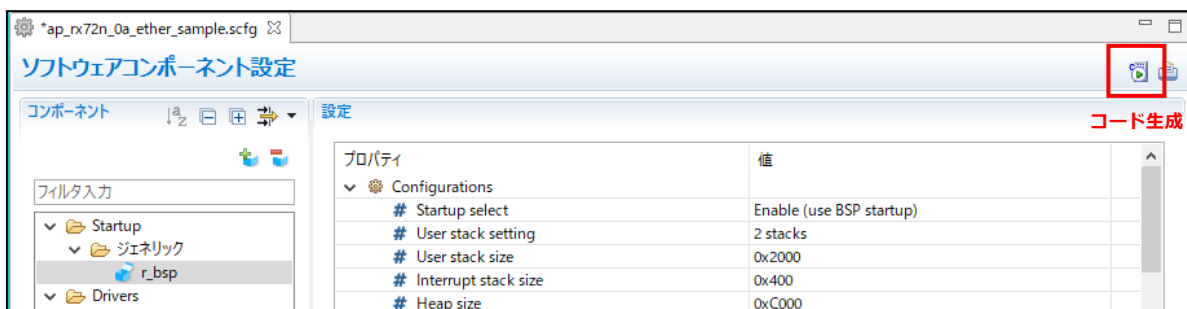 *ap_rx72n_0a_ether_sample.scfg
ソフトウェアコンポーネント設定
コンポーネント
設定
コード生成
プロパティ 値
フィルタ入力
Configurations
Startup
# Startup select Enable (use BSP startup)
ジェネリック
# User stack setting 2 stacks
r_bsp
# User stack size 0x2000
# Interrupt stack size 0x400
Drivers
# Heap size 0xC000